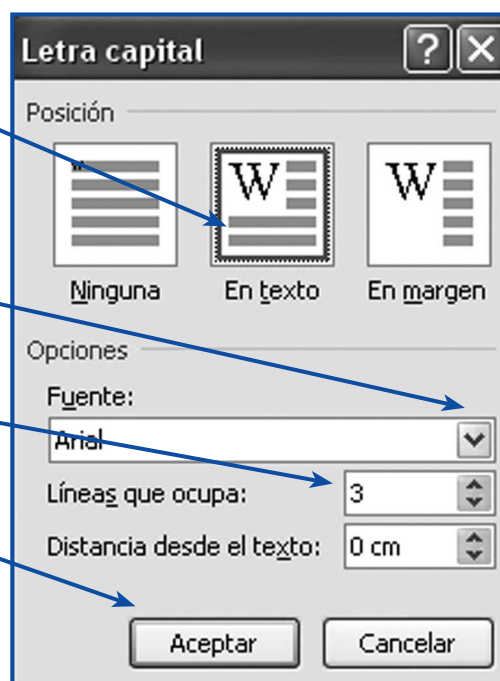 Letra capital
Posición
W W W
Ninguna En texto En margen
Opciones
Fuente:
Arial
Líneas que ocupa: 3
Distancia desde el texto: 0 cm
Aceptar Cancelar